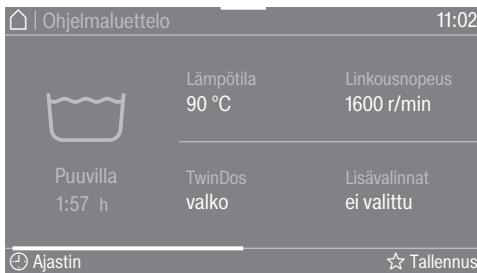 | Ohjelmaluettelo 11:02
Lämpötila Linkousnopeus
90 °C 1600 r/min
Puuvilla TwinDos Lisävalinnat
1:57 h valko ei valittu
Ajastin Tallennus